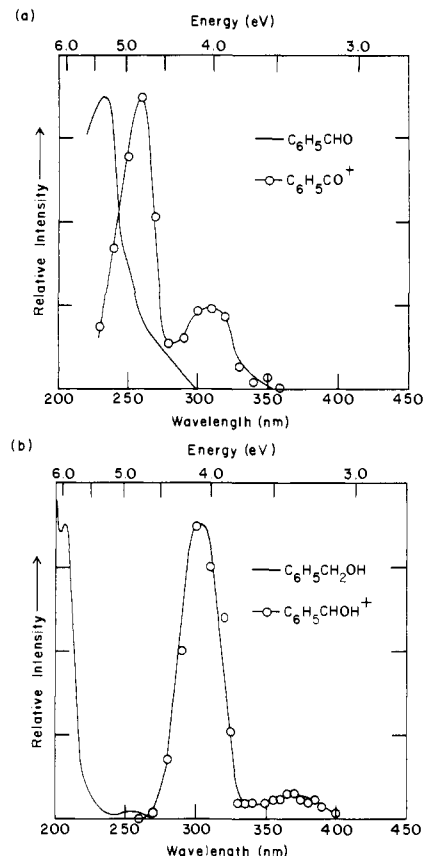 (a)
Energy (eV)
6.0 5.0 4.0 3.0
Relative Intensity
C6H5CHO
C6H5CO+
200 250 300 350 400 450
Wavelength (nm)
(b)
Energy (eV)
6.0 5.0 4.0 3.0
Relative Intensity
C6H5CH2OH
C6H5CHOH+
200 250 300 350 400 450
Wavelength (nm)